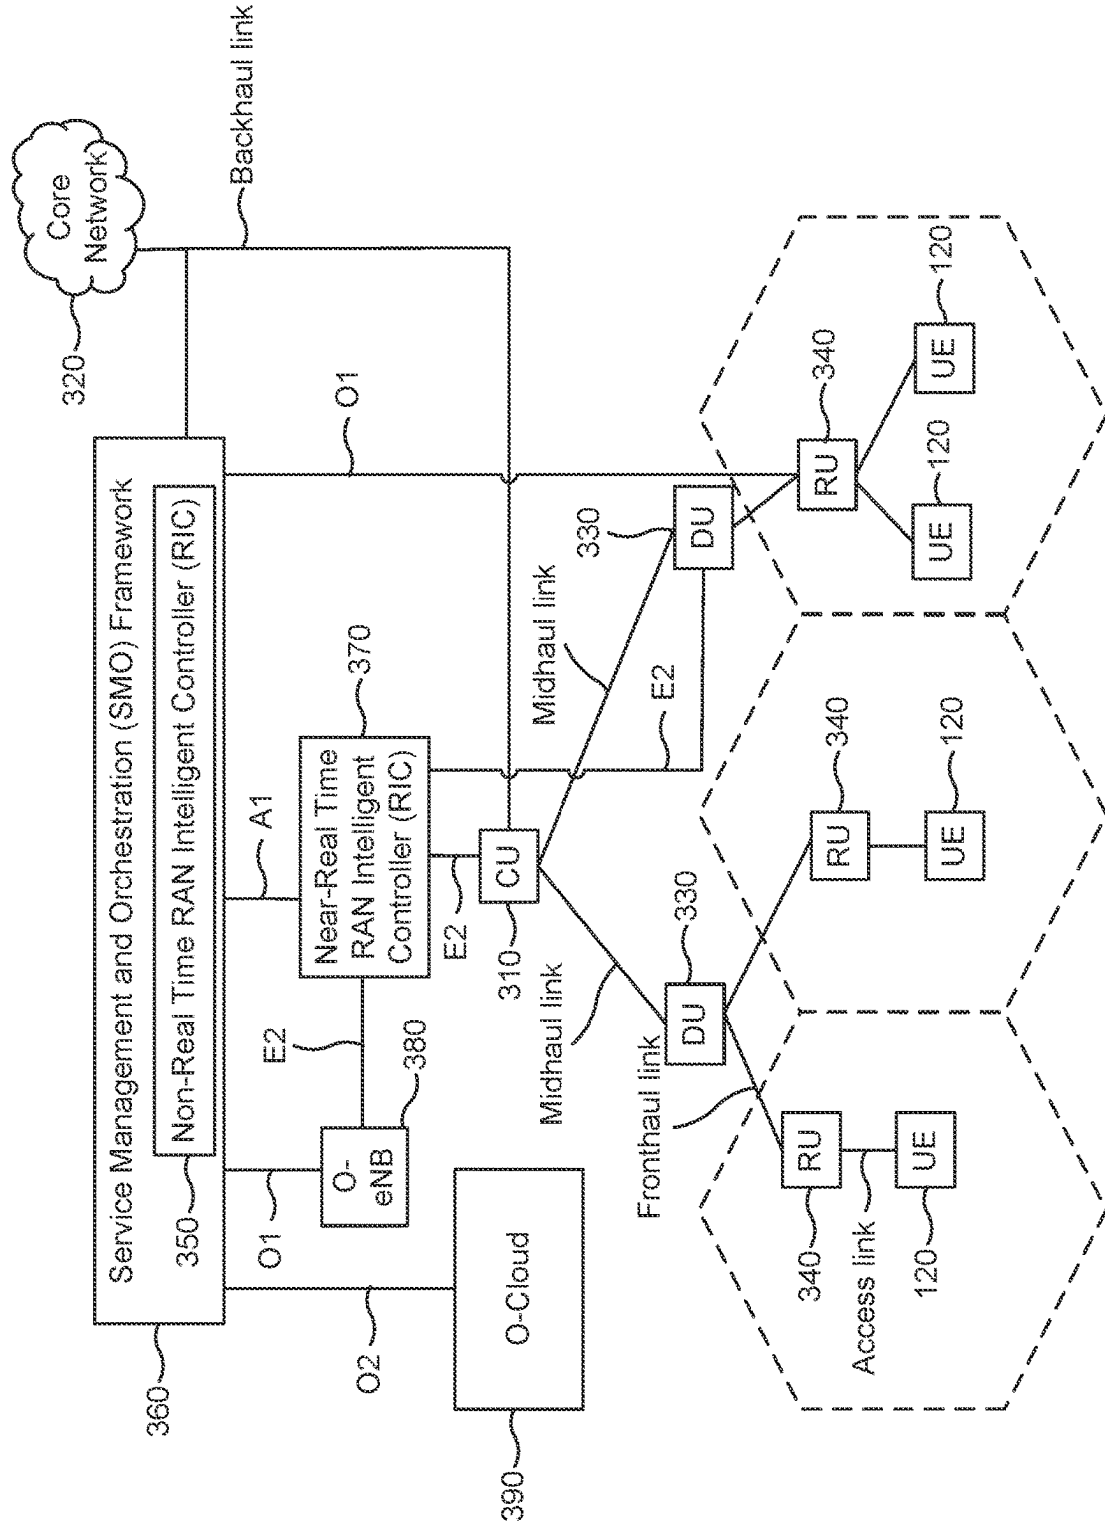 360
Service Management and Orchestration (SMO) Framework
350
Non-Real Time RAN Intelligent Controller (RIC)
320
Core
Network
Backhaul link
O2
O1
A1
O1
390
O-Cloud
O-
eNB
380
E2
Near-Real Time
RAN Intelligent
Controller (RIC)
370
E2
310
CU
Midhaul link
Midhaul link
E2
330
DU
330
DU
Fronthaul link
340
RU
Access link
120
UE
RU
340
UE
120
RU
340
UE
120
UE
120